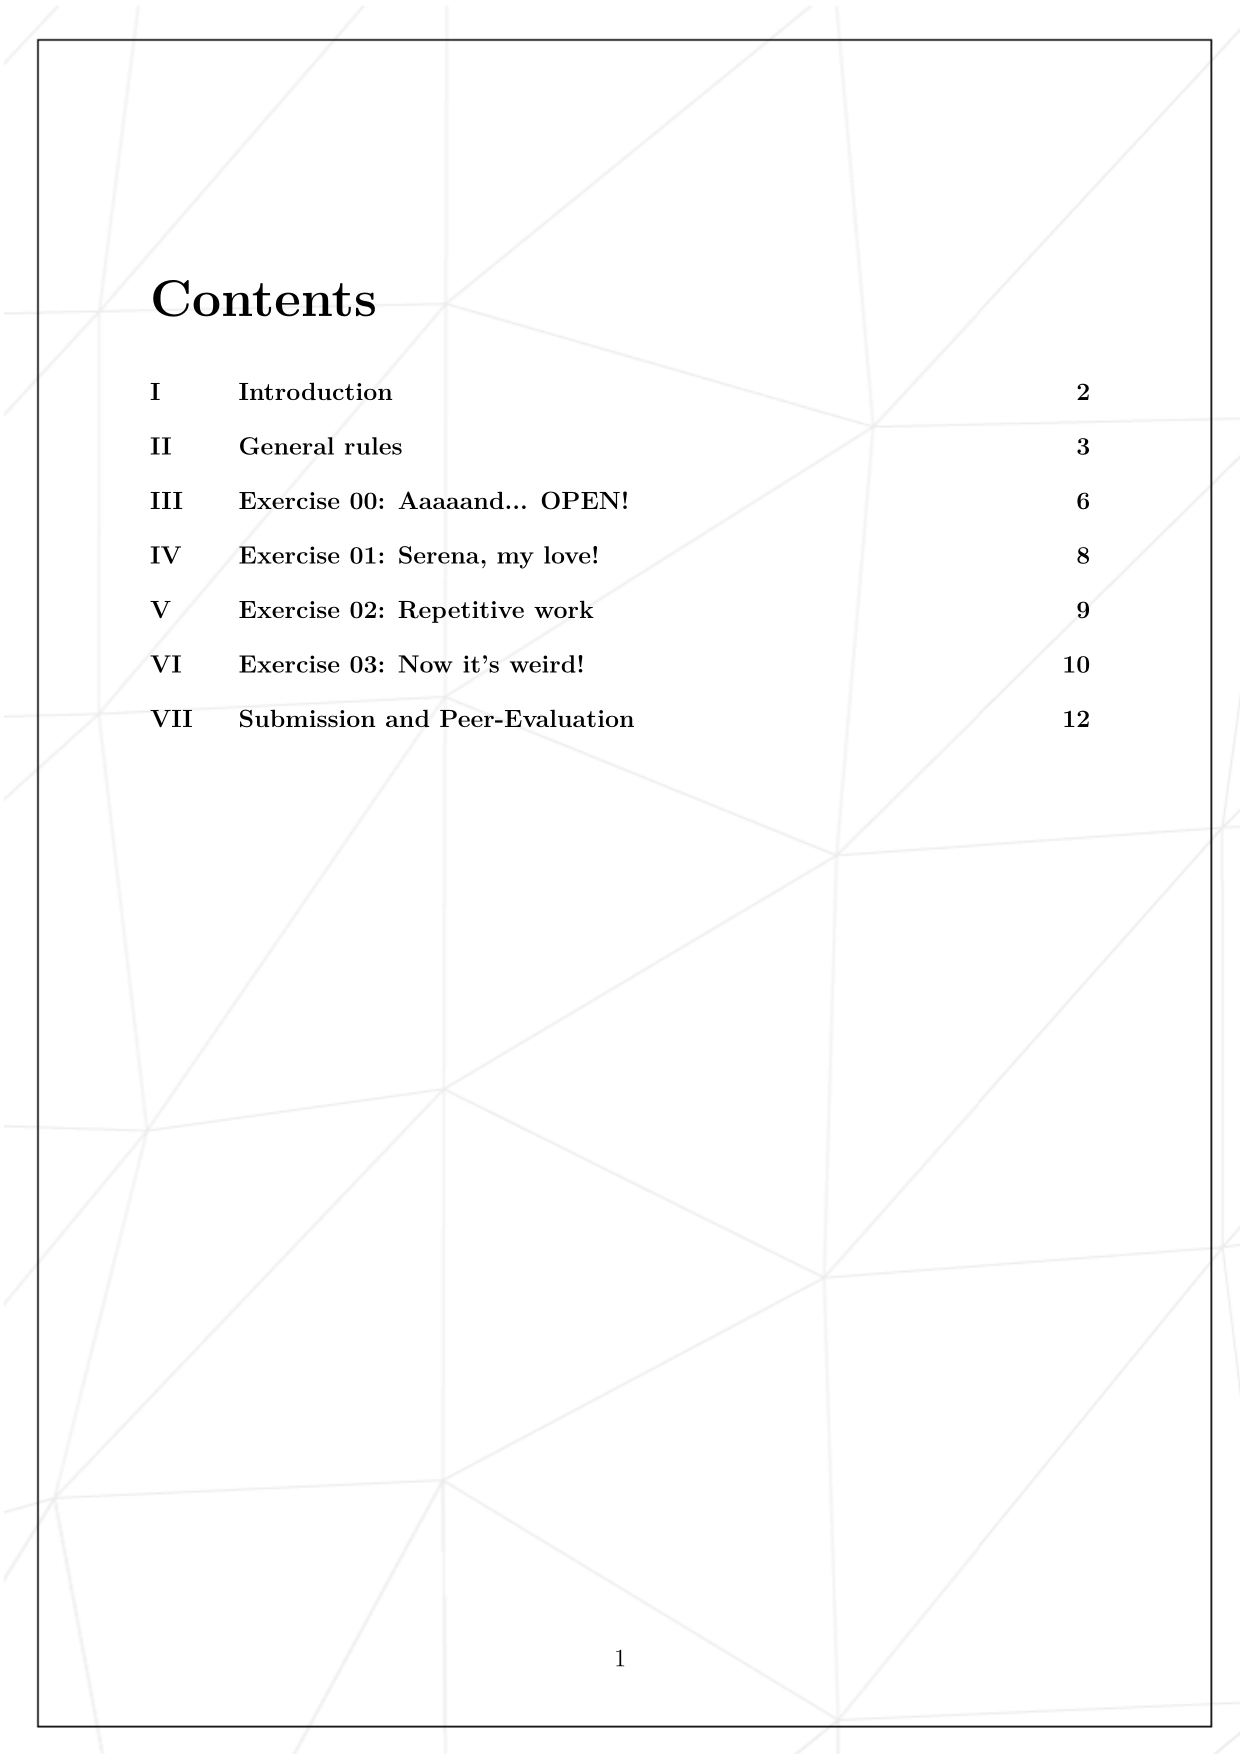 Contents
I Introduction 2
II General rules 3
III Exercise 00: Aaaaand... OPEN! 6
IV Exercise 01: Serena, my love! 8
V Exercise 02: Repetitive work 9
VI Exercise 03: Now it's weird! 10
VII Submission and Peer-Evaluation 12
1